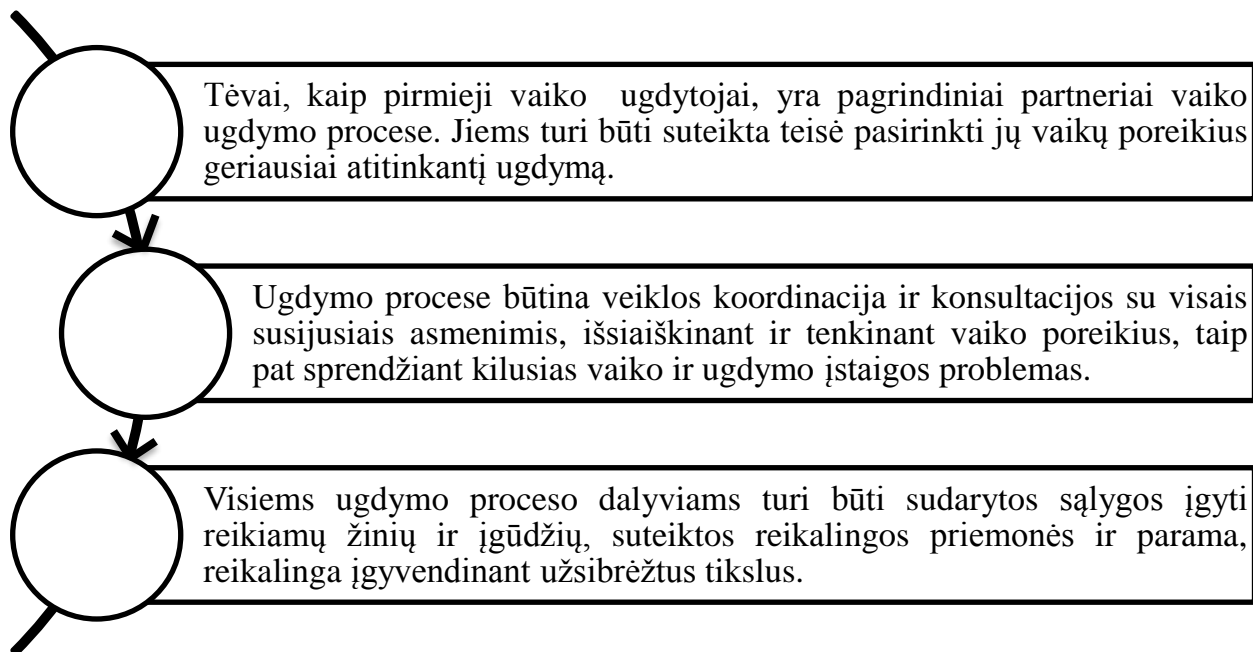 Tėvai, kaip pirmieji vaiko ugdytojai, yra pagrindiniai partneriai vaiko
ugdymo procese. Jiems turi būti suteikta teisė pasirinkti jų vaikų poreikius
geriausiai atitinkantį ugdymą.
Ugdymo procese būtina veiklos koordinacija ir konsultacijos su visais
susijusiais asmenimis, išsiaiškinant ir tenkinant vaiko poreikius, taip
pat sprendžiant kilusias vaiko ir ugdymo įstaigos problemas.
Visiems ugdymo proceso dalyviams turi būti sudarytos sąlygos įgyti
reikiamų žinių ir įgūdžių, suteiktos reikalingos priemonės ir parama,
reikalinga įgyvendinant užsibrėžtus tikslus.